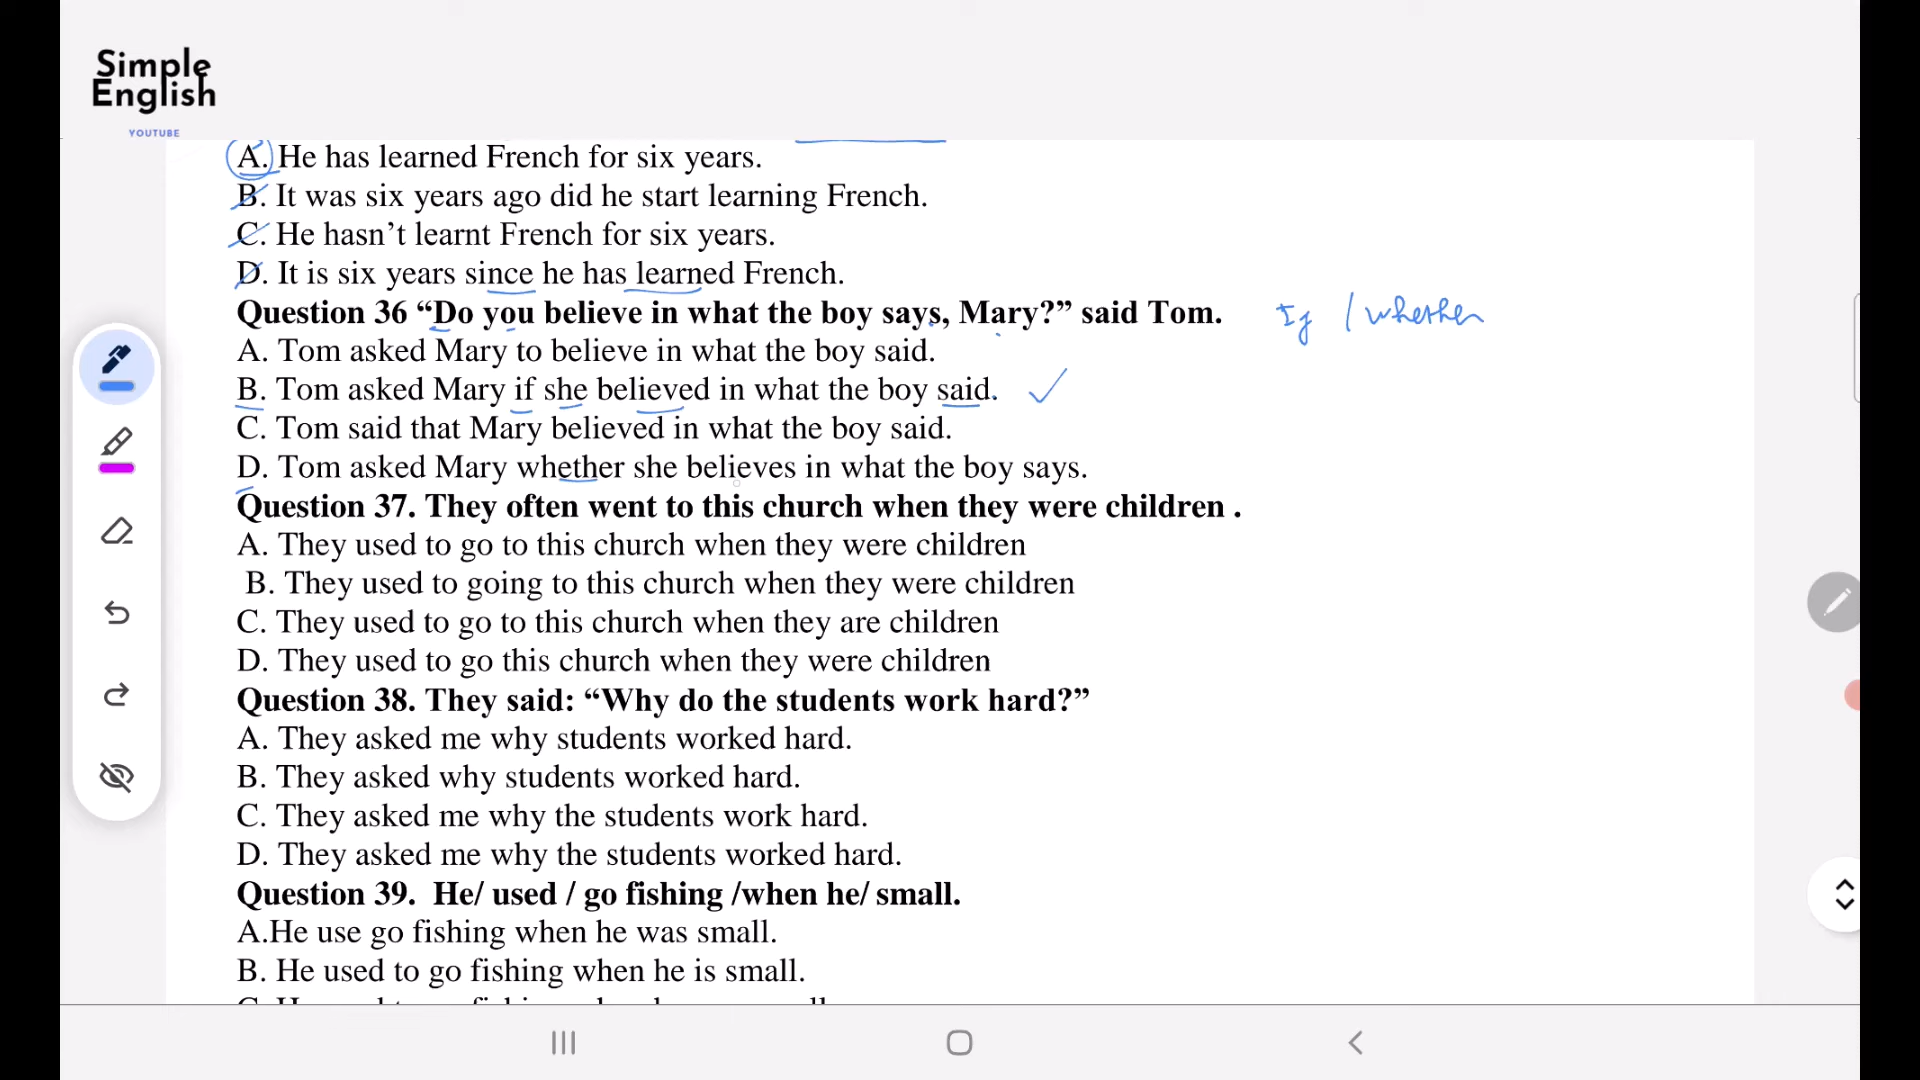 Simple
English
YOUTUBE
A. He has learned French for six years.
B. It was six years ago did he start learning French.
C. He hasn’t learnt French for six years.
D. It is six years since he has learned French.
Question 36 “Do you believe in what the boy says, Mary?” said Tom. If / whether
A. Tom asked Mary to believe in what the boy said.
B. Tom asked Mary if she believed in what the boy said.
C. Tom said that Mary believed in what the boy said.
D. Tom asked Mary whether she believes in what the boy says.
Question 37. They often went to this church when they were children .
A. They used to go to this church when they were children
B. They used to going to this church when they were children
C. They used to go to this church when they are children
D. They used to go this church when they were children
Question 38. They said: “Why do the students work hard?”
A. They asked me why students worked hard.
B. They asked why students worked hard.
C. They asked me why the students work hard.
D. They asked me why the students worked hard.
Question 39. He/ used / go fishing /when he/ small.
A.He use go fishing when he was small.
B. He used to go fishing when he is small.